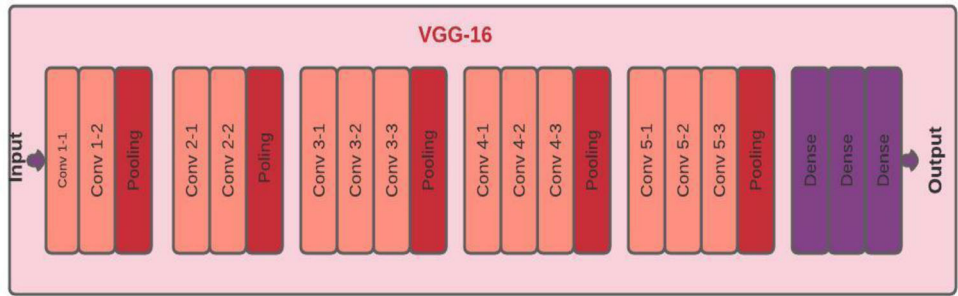 VGG-16
Input
Conv 1-1
Conv 1-2
Pooling
Conv 2-1
Conv 2-2
Poling
Conv 3-1
Conv 3-2
Conv 3-3
Pooling
Conv 4-1
Conv 4-2
Conv 4-3
Pooling
Conv 5-1
Conv 5-2
Conv 5-3
Pooling
Dense
Dense
Dense
Output